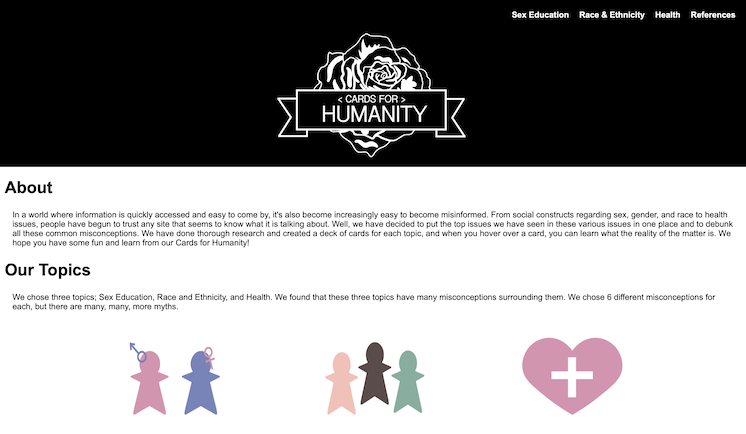 Sex Education Race & Ethnicity Health References
< CARDS FOR >
HUMANITY
About
In a world where information is quickly accessed and easy to come by, it's also become increasingly easy to become misinformed. From social constructs regarding sex, gender, and race to health
issues, people have begun to trust any site that seems to know what it is talking about. Well, we have decided to put the top issues we have seen in these various issues in one place and to debunk
all these common misconceptions. We have done thorough research and created a deck of cards for each topic, and when you hover over a card, you can learn what the reality of the matter is. We
hope you have some fun and learn from our Cards for Humanity!
Our Topics
We chose three topics; Sex Education, Race and Ethnicity, and Health. We found that these three topics have many misconceptions surrounding them. We chose 6 different misconceptions for
each, but there are many, many, more myths.